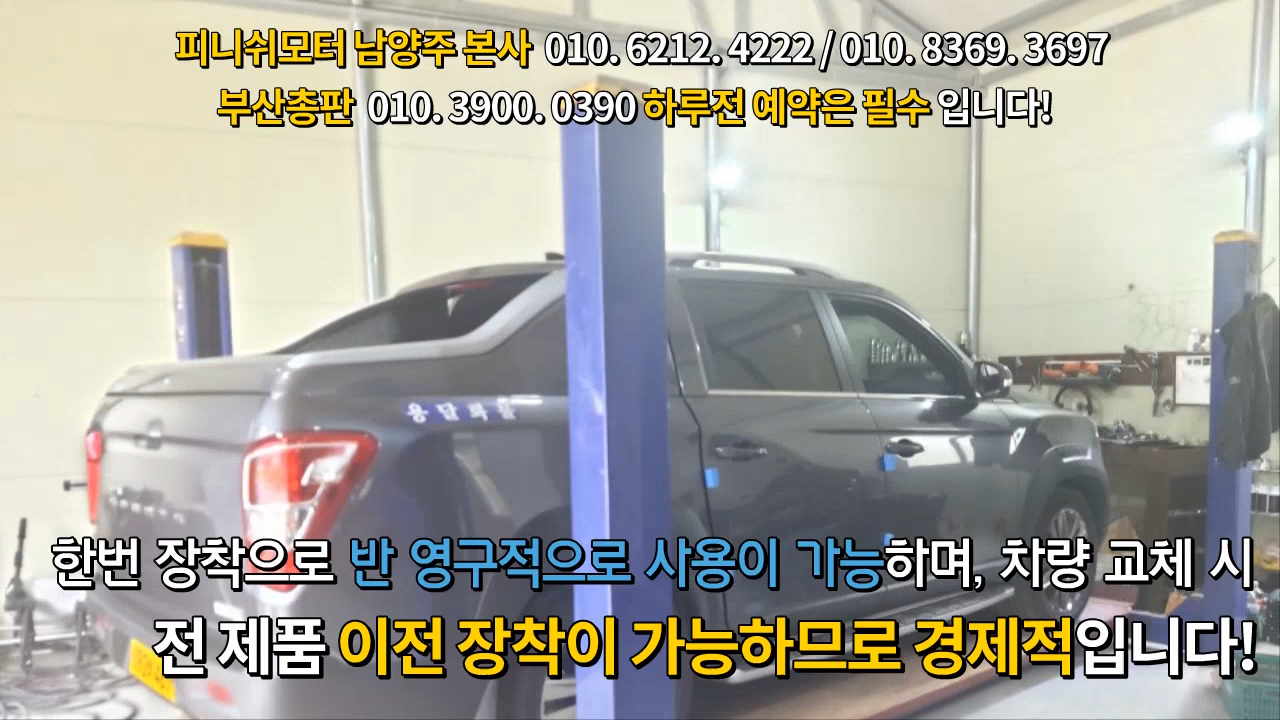 피니쉬모터 남양주 본사 010. 6212. 4222 / 010. 8369. 3697
부산총판 010. 3900. 0390 하루전 예약은 필수 입니다!
용달화물
한번 장착으로 반 영구적으로 사용이 가능하며, 차량 교체 시
전 제품 이전 장착이 가능하므로 경제적입니다!